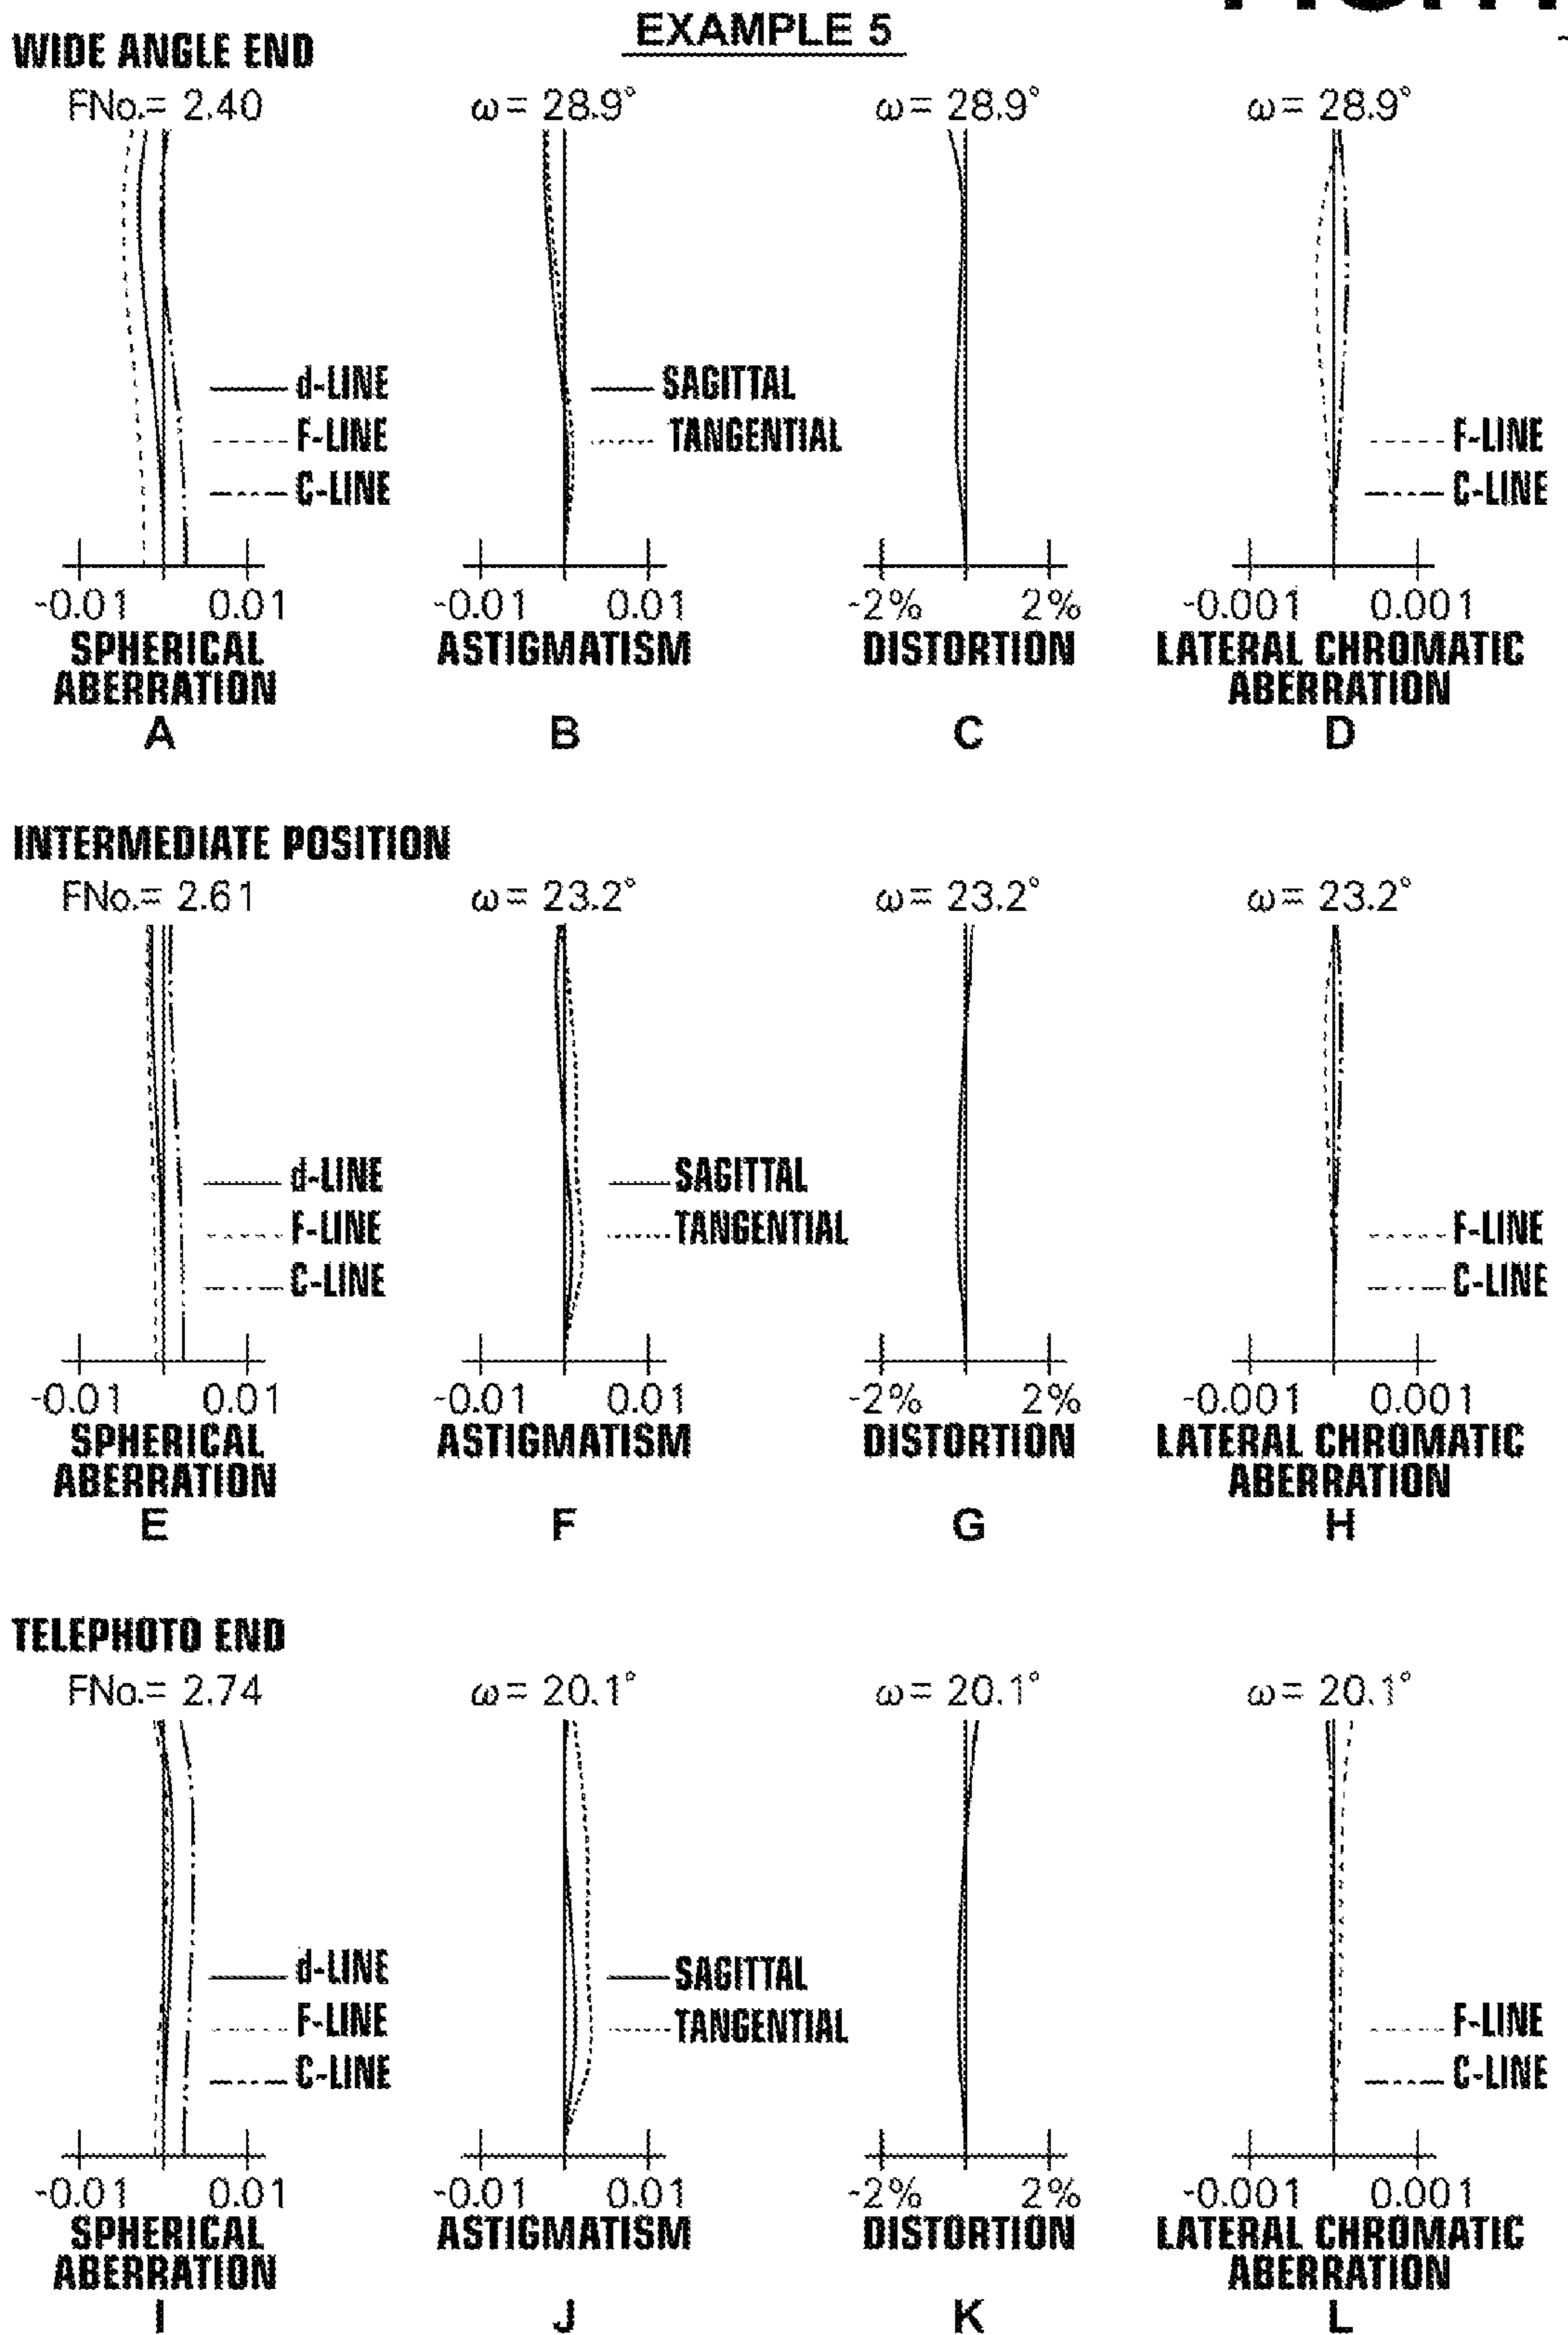 EXAMPLE 5
WIDE ANGLE END
FNo.= 2.40 ω= 28.9° ω= 28.9° ω= 28.9°
d-LINE SAGITTAL
F-LINE TANGENTIAL F-LINE
C-LINE C-LINE
-0.01 0.01 -0.01 0.01 -2% 2% -0.001 0.001
SPHERICAL ASTIGMATISM DISTORTION LATERAL CHROMATIC
ABERRATION ABERRATION
A B C D
INTERMEDIATE POSITION
FNo.= 2.61 ω= 23.2° ω= 23.2° ω= 23.2°
d-LINE SAGITTAL
F-LINE TANGENTIAL F-LINE
C-LINE C-LINE
-0.01 0.01 -0.01 0.01 -2% 2% -0.001 0.001
SPHERICAL ASTIGMATISM DISTORTION LATERAL CHROMATIC
ABERRATION ABERRATION
E F G H
TELEPHOTO END
FNo.= 2.74 ω= 20.1° ω= 20.1° ω= 20.1°
d-LINE SAGITTAL
F-LINE TANGENTIAL F-LINE
C-LINE C-LINE
-0.01 0.01 -0.01 0.01 -2% 2% -0.001 0.001
SPHERICAL ASTIGMATISM DISTORTION LATERAL CHROMATIC
ABERRATION ABERRATION
I J K L